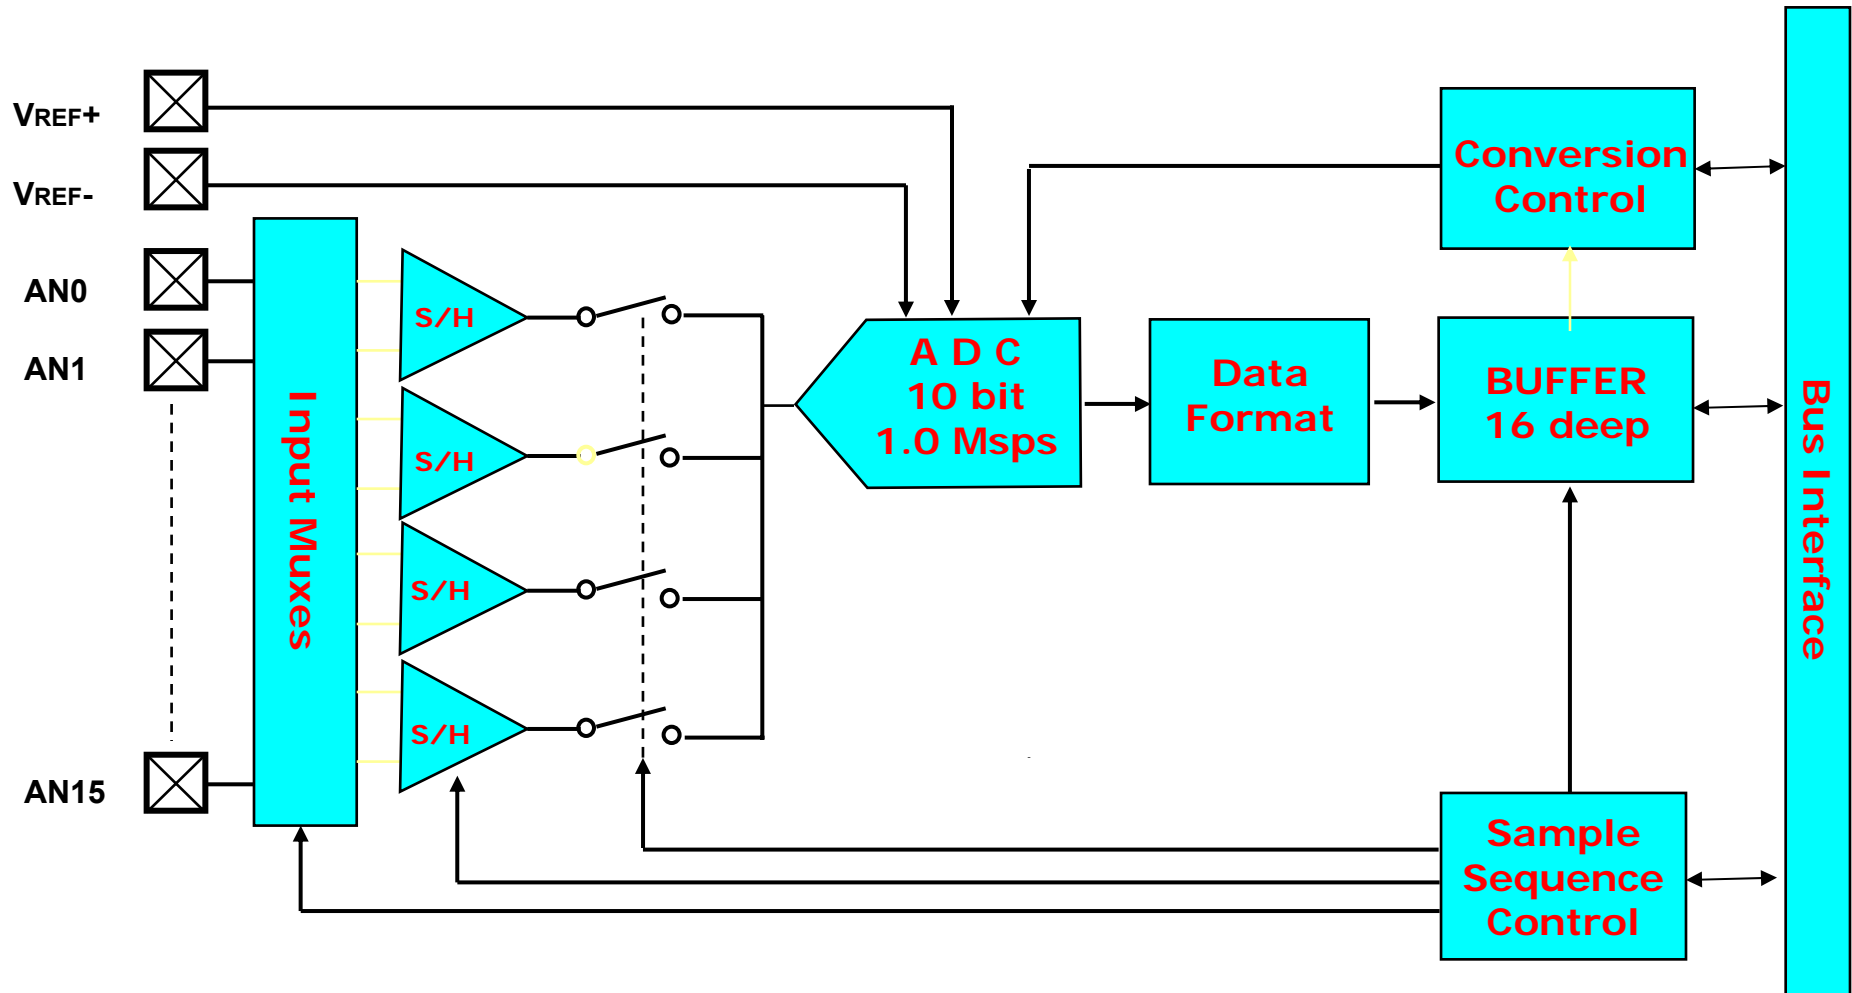 VREF+
VREF-
AN0
AN1
AN15
Input Muxes
S/H
S/H
S/H
S/H
A D C
10 bit
1.0 Msps
Data
Format
Conversion
Control
BUFFER
16 deep
Sample
Sequence
Control
Bus Interface